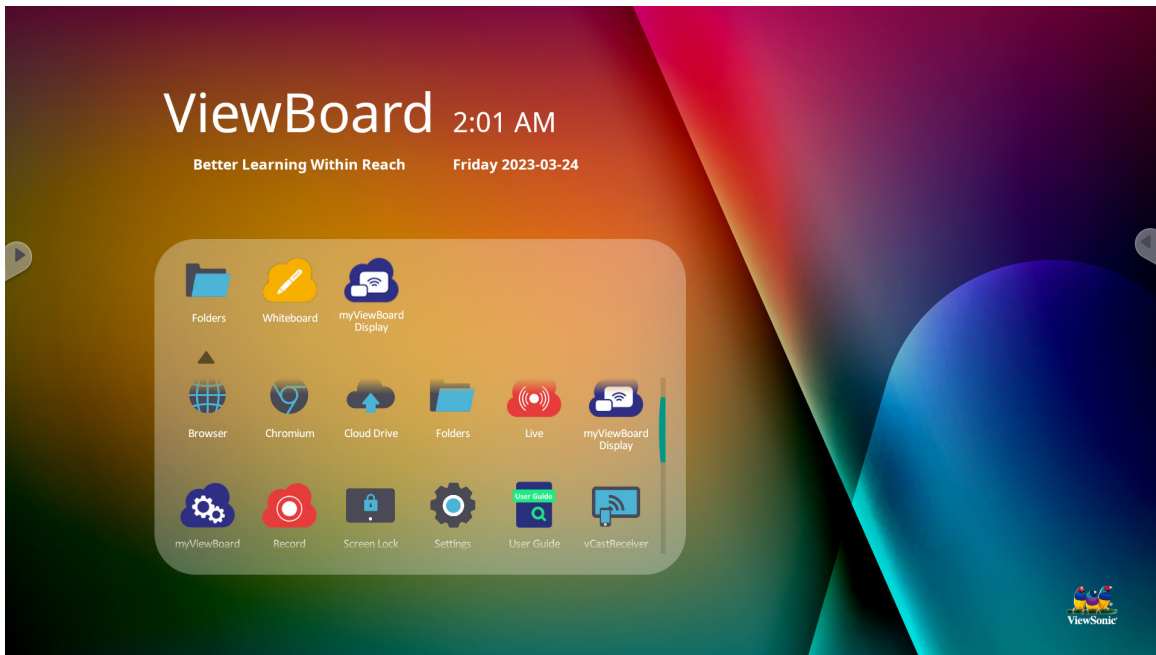 ViewBoard 2:01 AM
Better Learning Within Reach Friday 2023-03-24
Folders Whiteboard myViewBoard
Display
Browser Chromium Cloud Drive Folders Live myViewBoard
Display
User Guide
myViewBoard Record Screen Lock Settings User Guide vCastReceiver
ViewSonic